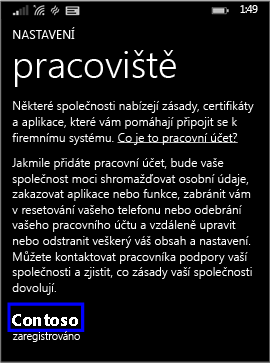 1:49
NASTAVENÍ
pracoviště
Některé společnosti nabízejí zásady, certifikáty
a aplikace, které vám pomáhají připojit se k
firemnímu systému. Co je to pracovní účet?
Jakmile přidáte pracovní účet, bude vaše
společnost moci shromažďovat osobní údaje,
zakazovat aplikace nebo funkce, zabránit vám
v resetování vašeho telefonu nebo odebrání
vašeho pracovního účtu a vzdáleně upravit
nebo odstranit veškerý váš obsah a nastavení.
Můžete kontaktovat pracovníka podpory vaší
společnosti a zjistit, co zásady vaší společnosti
dovolují.
Contoso
zaregistrováno